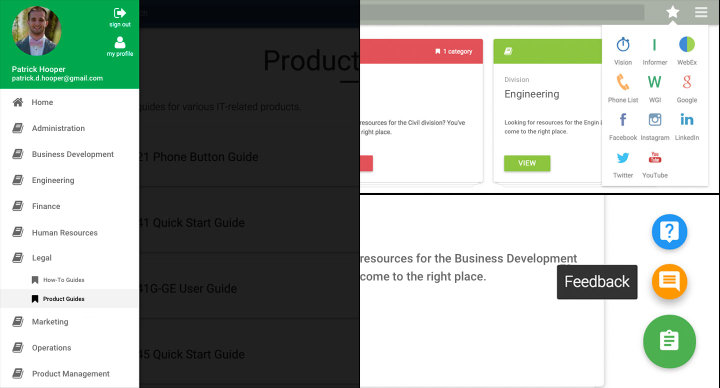 sign out
my profile
Patrick Hooper
patrick.d.hooper@gmail.com
Home
Administration
Business Development
Engineering
Finance
Human Resources
Legal
How-To Guides
Product Guides
Marketing
Operations
Product Management
Product
guides for various IT-related products.
21 Phone Button Guide
41 Quick Start Guide
41G-GE User Guide
45 Quick Start Guide
1 category
resources for the Civil division? You've
right place.
Division
Engineering
Looking for resources for the Engin
come to the right place.
VIEW
Vision
Informer
WebEx
Phone List
WGI
Google
Facebook
Instagram
LinkedIn
Twitter
YouTube
resources for the Business Development
come to the right place.
Feedback